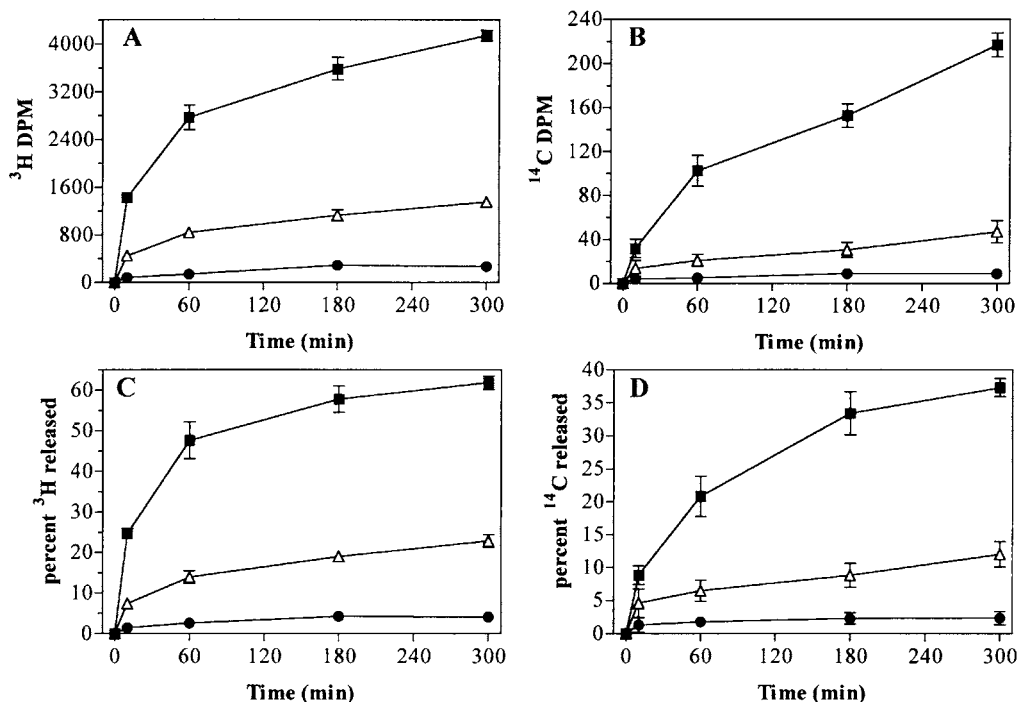 A
³H DPM
4000
3200
2400
1600
800
0
0 60 120 180 240 300
Time (min)
B
¹⁴C DPM
240
200
160
120
80
40
0
0 60 120 180 240 300
Time (min)
C
percent ³H released
60
50
40
30
20
10
0
0 60 120 180 240 300
Time (min)
D
percent ¹⁴C released
40
35
30
25
20
15
10
5
0
0 60 120 180 240 300
Time (min)